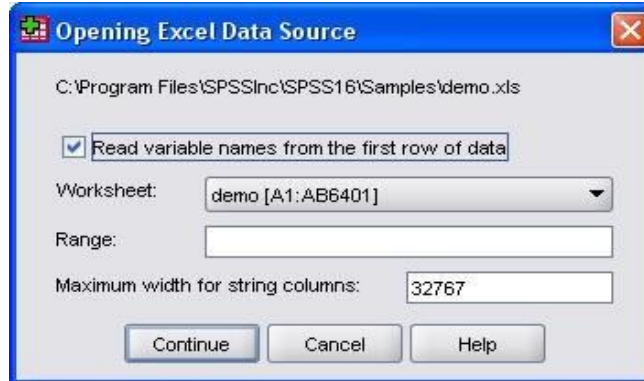 Opening Excel Data Source
C:\Program Files\SPSSInc\SPSS16\Samples\demo.xls
Read variable names from the first row of data
Worksheet: demo [A1:AB6401]
Range:
Maximum width for string columns: 32767
Continue Cancel Help